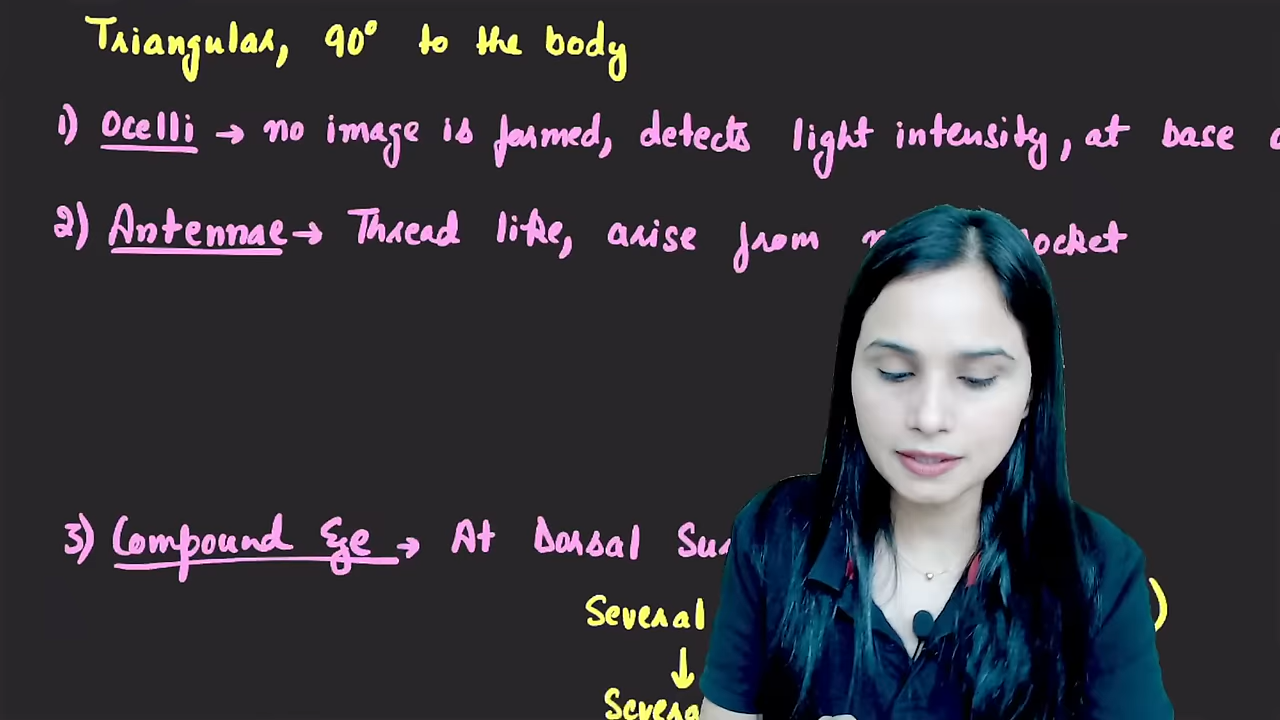 Triangular, 90° to the body
1) Ocelli → no image is formed, detects light intensity, at base
2) Antennae → Thread like, arise from
3) Compound Eye → At Dorsal
Several
↓